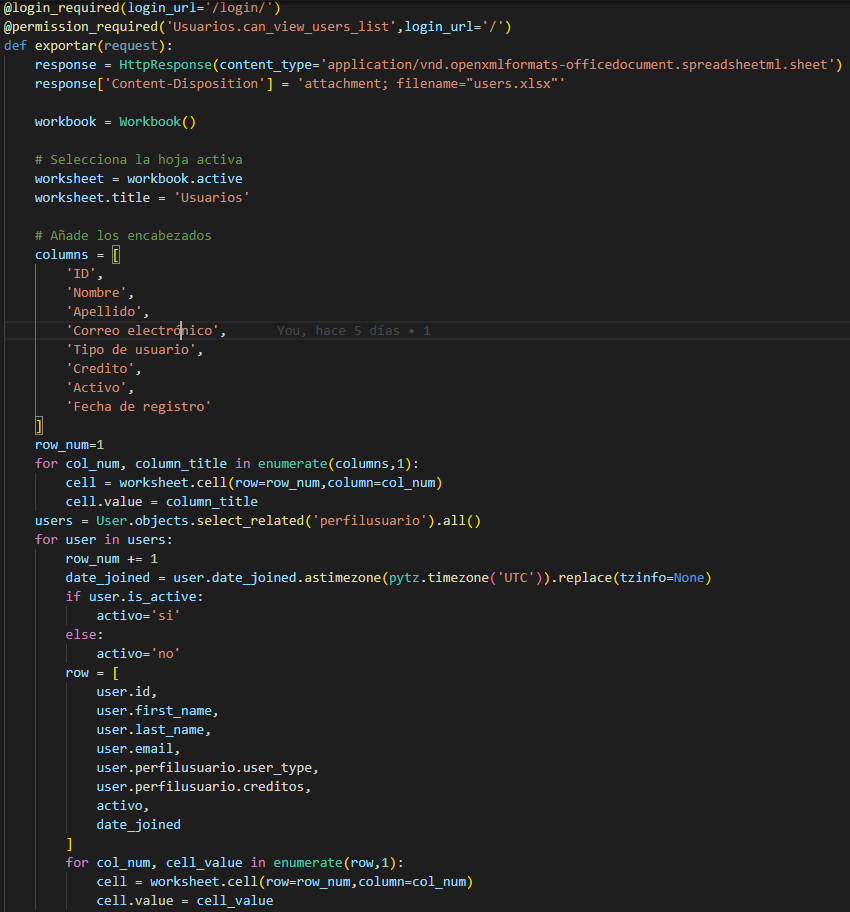 @login_required(login_url='/login/')
@permission_required('Usuarios.can_view_users_list',login_url='/')
def exportar(request):
    response = HttpResponse(content_type='application/vnd.openxmlformats-officedocument.spreadsheetml.sheet')
    response['Content-Disposition'] = 'attachment; filename="users.xlsx"'

    workbook = Workbook()

    # Selecciona la hoja activa
    worksheet = workbook.active
    worksheet.title = 'Usuarios'

    # Añade los encabezados
    columns = [
        'ID',
        'Nombre',
        'Apellido',
        'Correo electrónico',      You, hace 5 días • 1
        'Tipo de usuario',
        'Credito',
        'Activo',
        'Fecha de registro'
    ]
    row_num=1
    for col_num, column_title in enumerate(columns,1):
        cell = worksheet.cell(row=row_num,column=col_num)
        cell.value = column_title
    users = User.objects.select_related('perfilusuario').all()
    for user in users:
        row_num += 1
        date_joined = user.date_joined.astimezone(pytz.timezone('UTC')).replace(tzinfo=None)
        if user.is_active:
            activo='si'
        else:
            activo='no'
        row = [
            user.id,
            user.first_name,
            user.last_name,
            user.email,
            user.perfilusuario.user_type,
            user.perfilusuario.creditos,
            activo,
            date_joined
        ]
        for col_num, cell_value in enumerate(row,1):
            cell = worksheet.cell(row=row_num,column=col_num)
            cell.value = cell_value